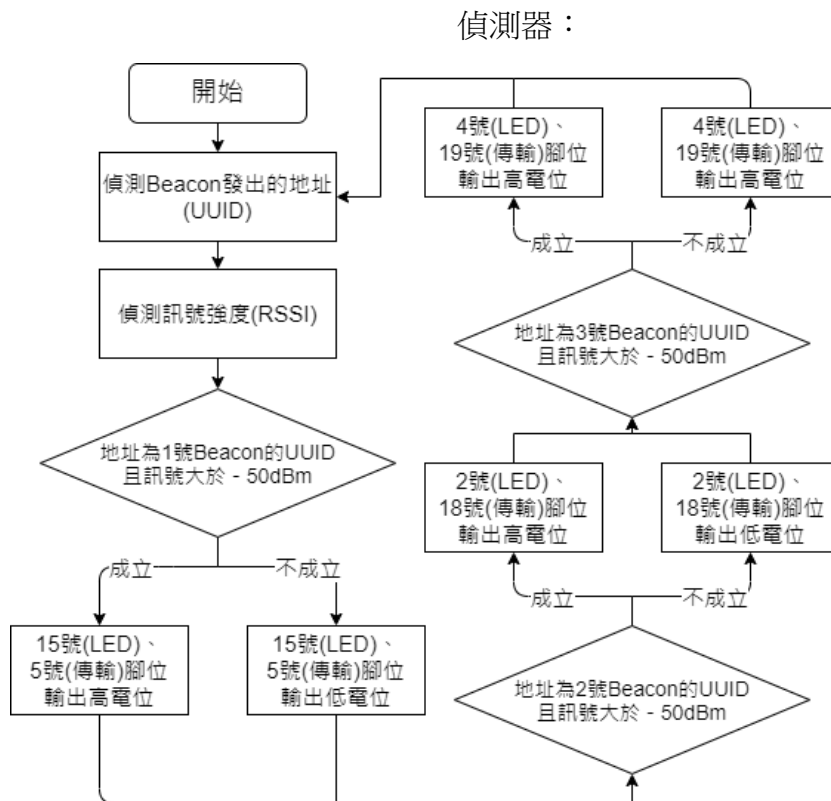 偵測器：
開始
偵測Beacon發出的地址
(UUID)
偵測訊號強度(RSSI)
地址為1號Beacon的UUID
且訊號大於 - 50dBm
成立
不成立
15號(LED)、
5號(傳輸)腳位
輸出高電位
15號(LED)、
5號(傳輸)腳位
輸出低電位
地址為2號Beacon的UUID
且訊號大於 - 50dBm
成立
不成立
2號(LED)、
18號(傳輸)腳位
輸出高電位
2號(LED)、
18號(傳輸)腳位
輸出低電位
地址為3號Beacon的UUID
且訊號大於 - 50dBm
成立
不成立
4號(LED)、
19號(傳輸)腳位
輸出高電位
4號(LED)、
19號(傳輸)腳位
輸出高電位